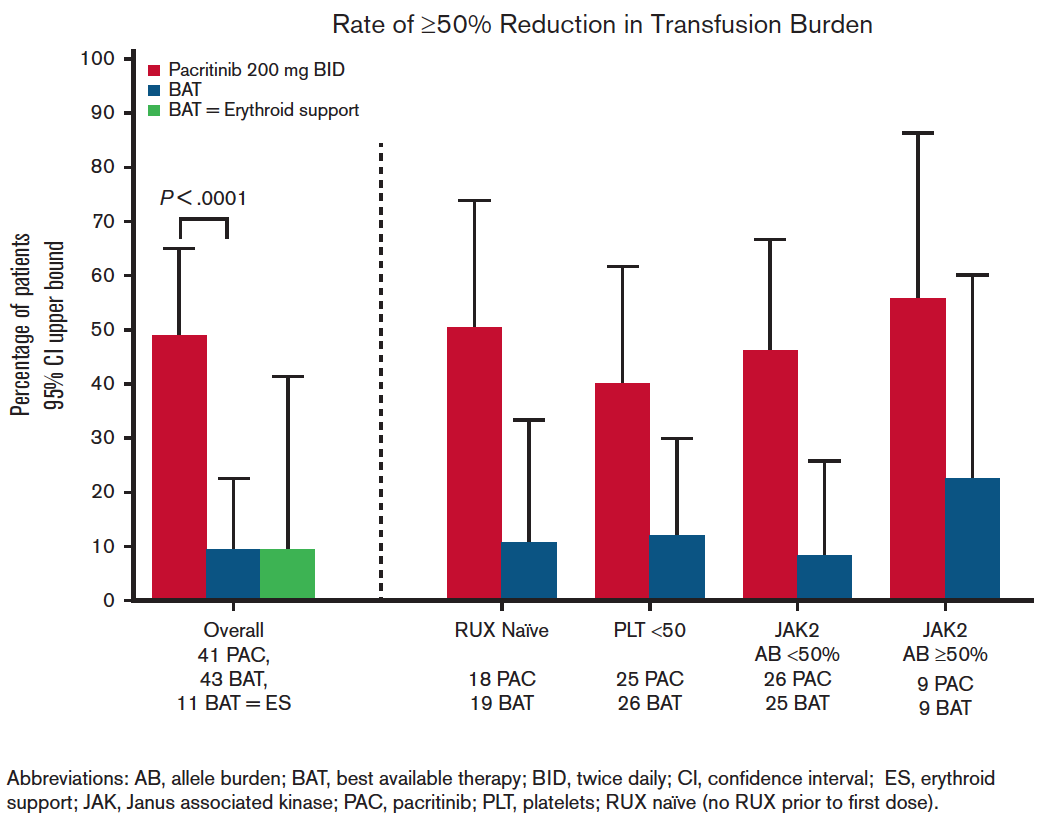 Rate of ≥50% Reduction in Transfusion Burden
Pacritinib 200 mg BID
BAT
BAT = Erythroid support
P < .0001
Percentage of patients
95% CI upper bound
100
90
80
70
60
50
40
30
20
10
0
Overall
41 PAC,
43 BAT,
11 BAT = ES
RUX Naïve
18 PAC
19 BAT
PLT <50
25 PAC
26 BAT
JAK2
AB <50%
26 PAC
25 BAT
JAK2
AB ≥50%
9 PAC
9 BAT
Abbreviations: AB, allele burden; BAT, best available therapy; BID, twice daily; CI, confidence interval; ES, erythroid
support; JAK, Janus associated kinase; PAC, pacritinib; PLT, platelets; RUX naïve (no RUX prior to first dose).